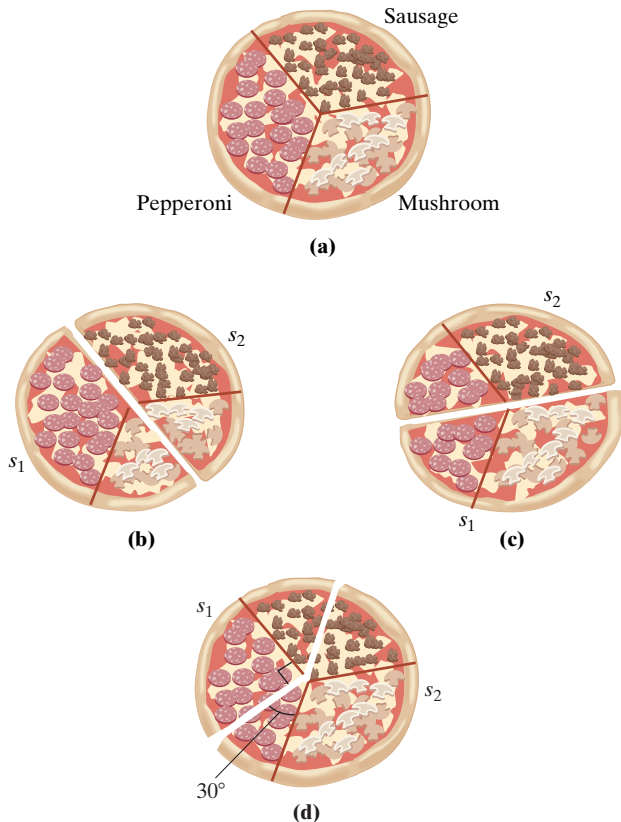 Sausage
Pepperoni
Mushroom
(a)
s₂
s₁
(b)
s₂
s₁
(c)
s₁
s₂
30°
(d)